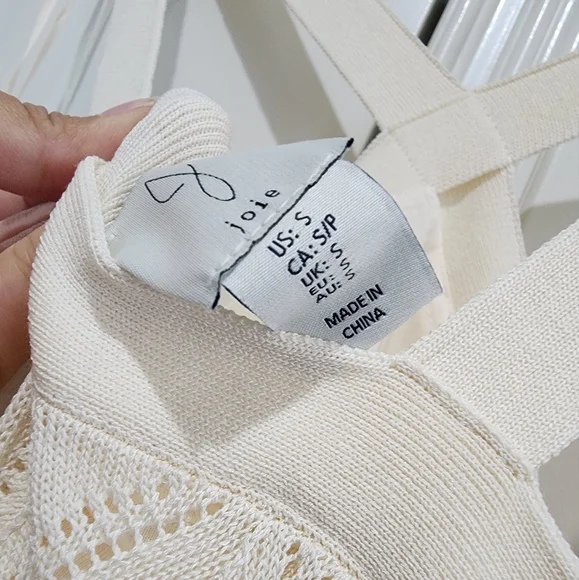 joie
US: S
CA: S/P
UK: S
EU: S
AU: S
MADE IN
CHINA